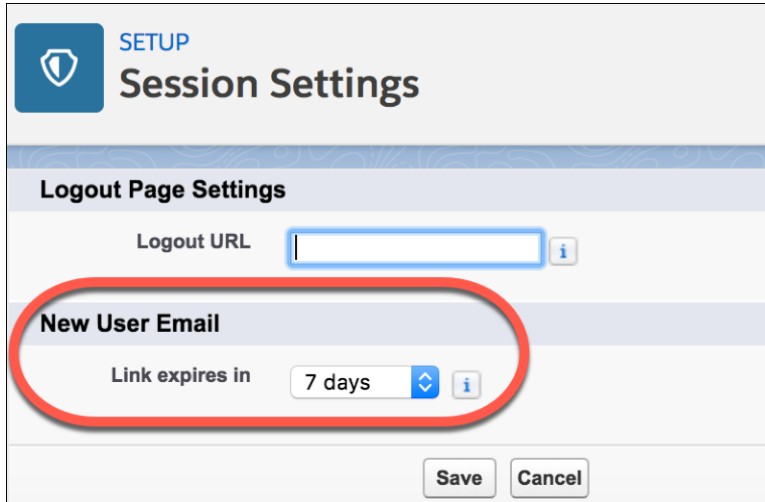 SETUP
Session Settings
Logout Page Settings
Logout URL
i
New User Email
Link expires in 7 days
i
Save Cancel